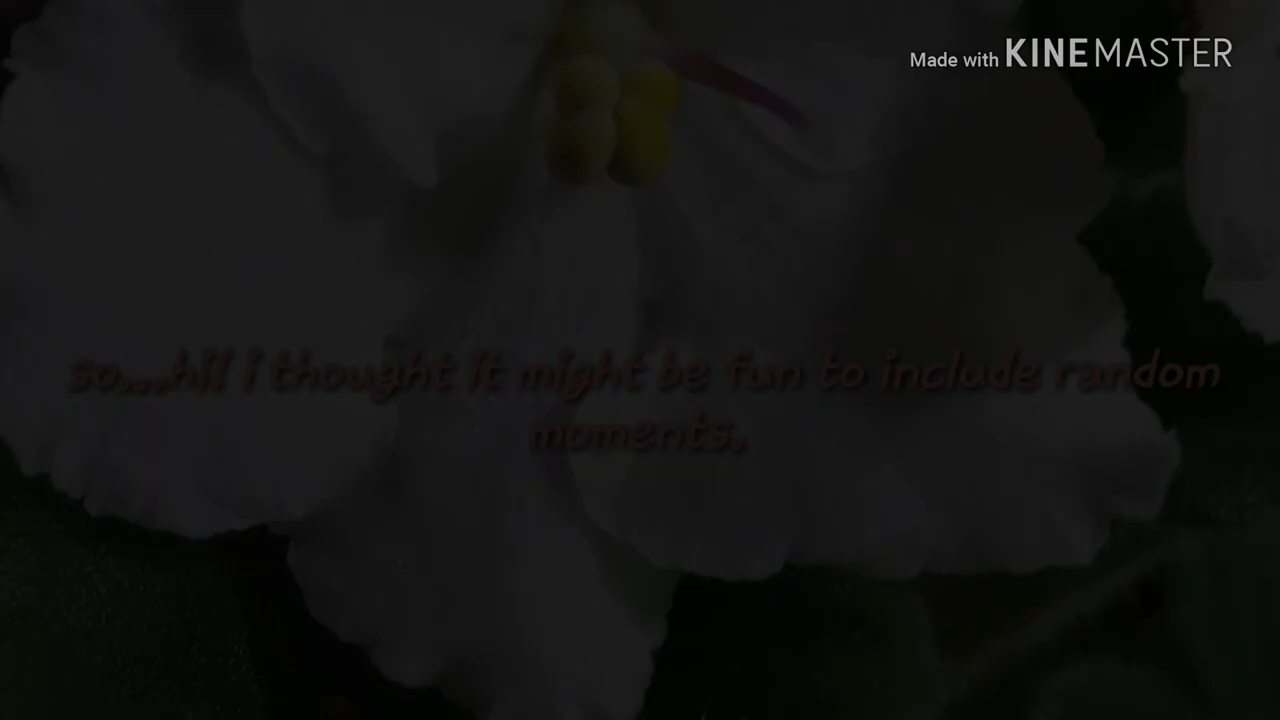 Made with KINEMASTER
so...hi! i thought it might be fun to include random
moments.